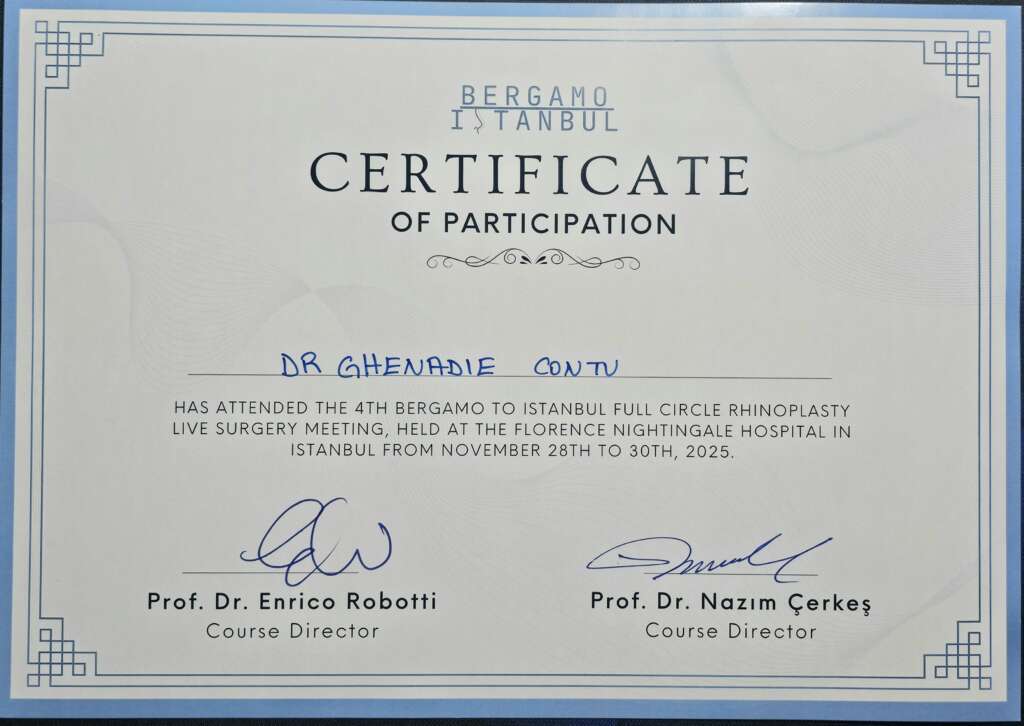 BERGAMO
ISTANBUL
CERTIFICATE
OF PARTICIPATION
DR GHENADIE CONTU
HAS ATTENDED THE 4TH BERGAMO TO ISTANBUL FULL CIRCLE RHINOPLASTY
LIVE SURGERY MEETING, HELD AT THE FLORENCE NIGHTINGALE HOSPITAL IN
ISTANBUL FROM NOVEMBER 28TH TO 30TH, 2025.
Prof. Dr. Enrico Robotti
Course Director
Prof. Dr. Nazım Çerkeş
Course Director